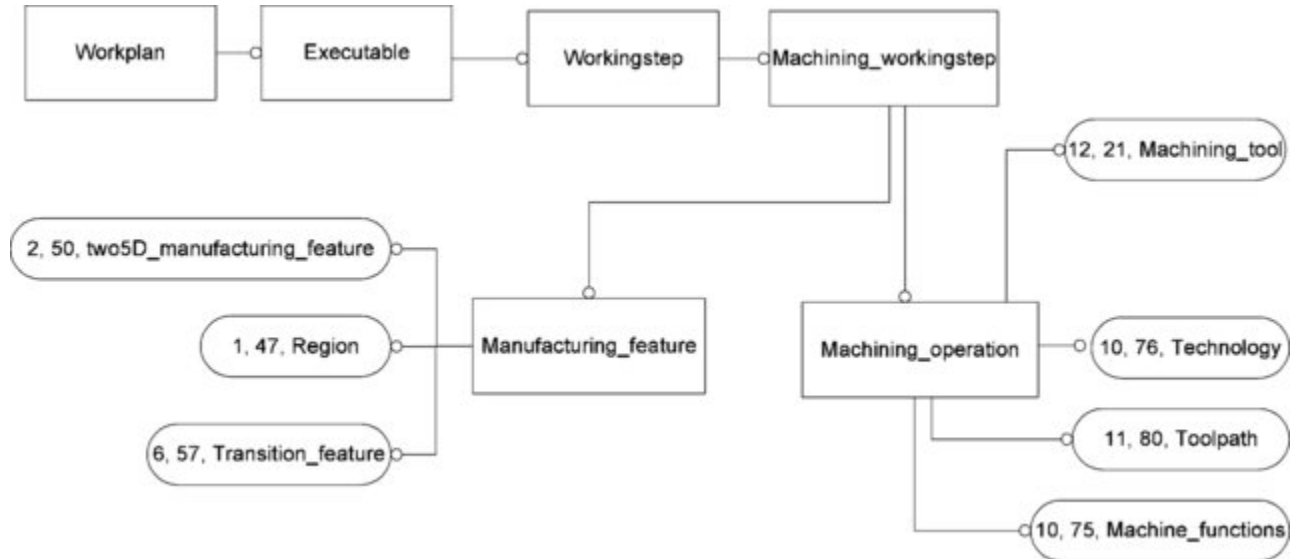 Workplan
Executable
Workingstep
Machining_workingstep
12, 21, Machining_tool
2, 50, two5D_manufacturing_feature
1, 47, Region
Manufacturing_feature
Machining_operation
10, 76, Technology
6, 57, Transition_feature
11, 80, Toolpath
10, 75, Machine_functions